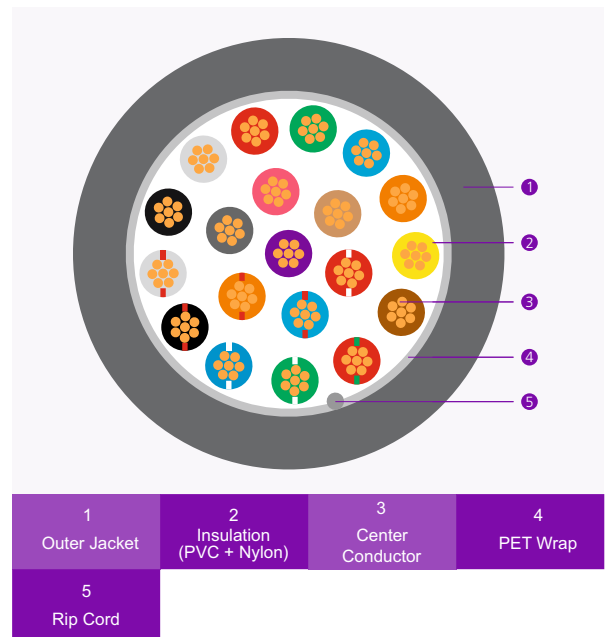 1
2
3
4
5
1
Outer Jacket
2
Insulation
(PVC + Nylon)
3
Center
Conductor
4
PET Wrap
5
Rip Cord